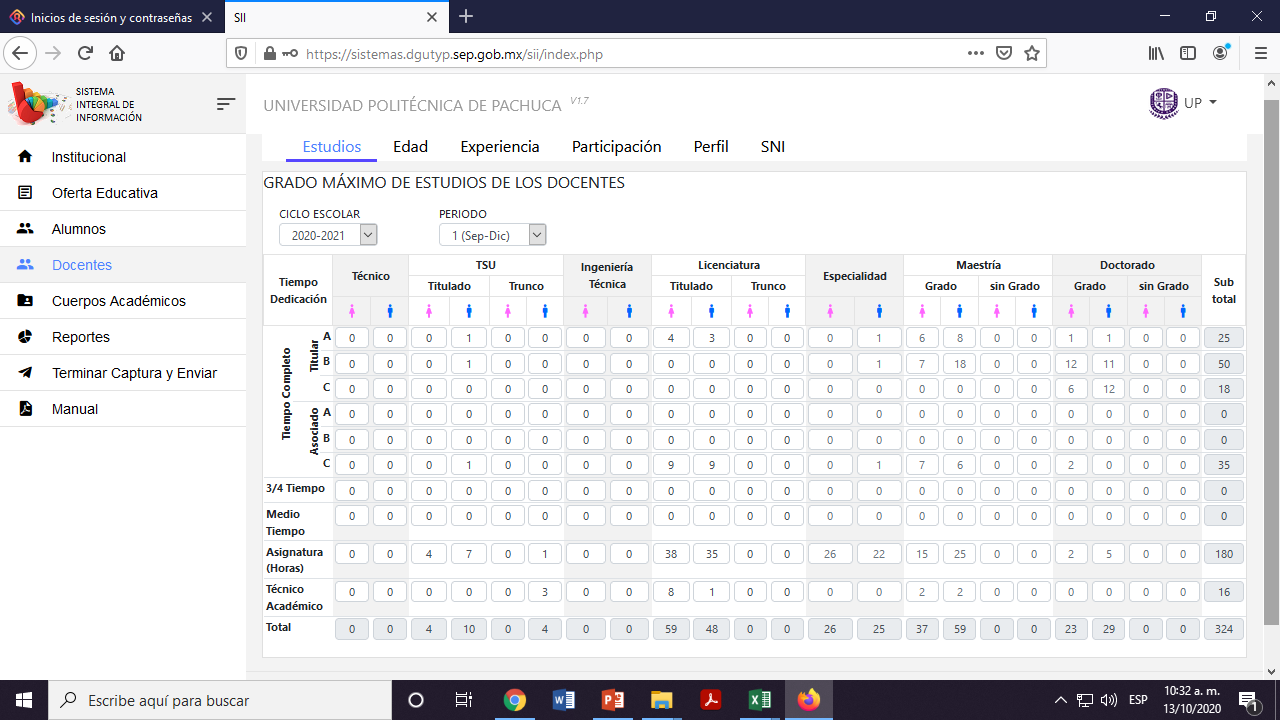 Inicios de sesión y contraseñas
SII
https://sistemas.dgutyp.sep.gob.mx/sii/index.php
SISTEMA
INTEGRAL DE
INFORMACIÓN
UNIVERSIDAD POLITÉCNICA DE PACHUCA V1.7
UP
Institucional
Oferta Educativa
Alumnos
Docentes
Cuerpos Académicos
Reportes
Terminar Captura y Enviar
Manual
Estudios Edad Experiencia Participación Perfil SNI
GRADO MÁXIMO DE ESTUDIOS DE LOS DOCENTES
CICLO ESCOLAR PERIODO
2020-2021 1 (Sep-Dic)
Tiempo Dedicación Técnico TSU Ingeniería Técnica Licenciatura Especialidad Maestría Doctorado Sub total
Titulado Trunco Titulado Trunco Grado sin Grado Grado sin Grado
Tiempo Completo
Titular
A 0 0 0 1 0 0 0 0 4 3 0 0 0 1 6 8 0 0 1 1 0 0 25
B 0 0 0 1 0 0 0 0 0 0 0 0 0 1 7 18 0 0 12 11 0 0 50
C 0 0 0 0 0 0 0 0 0 0 0 0 0 0 0 0 0 0 6 12 0 0 18
Asociado
A 0 0 0 0 0 0 0 0 0 0 0 0 0 0 0 0 0 0 0 0 0 0 0
B 0 0 0 0 0 0 0 0 0 0 0 0 0 0 0 0 0 0 0 0 0 0 0
C 0 0 0 1 0 0 0 0 9 9 0 0 0 1 7 6 0 0 2 0 0 0 35
3/4 Tiempo 0 0 0 0 0 0 0 0 0 0 0 0 0 0 0 0 0 0 0 0 0 0 0
Medio Tiempo 0 0 0 0 0 0 0 0 0 0 0 0 0 0 0 0 0 0 0 0 0 0 0
Asignatura (Horas) 0 0 4 7 0 1 0 0 38 35 0 0 26 22 15 25 0 0 2 5 0 0 180
Técnico Académico 0 0 0 0 0 3 0 0 8 1 0 0 0 0 2 2 0 0 0 0 0 0 16
Total 0 0 4 10 0 4 0 0 59 48 0 0 26 25 37 59 0 0 23 29 0 0 324
Escribe aquí para buscar
ESP
10:32 a. m.
13/10/2020
1